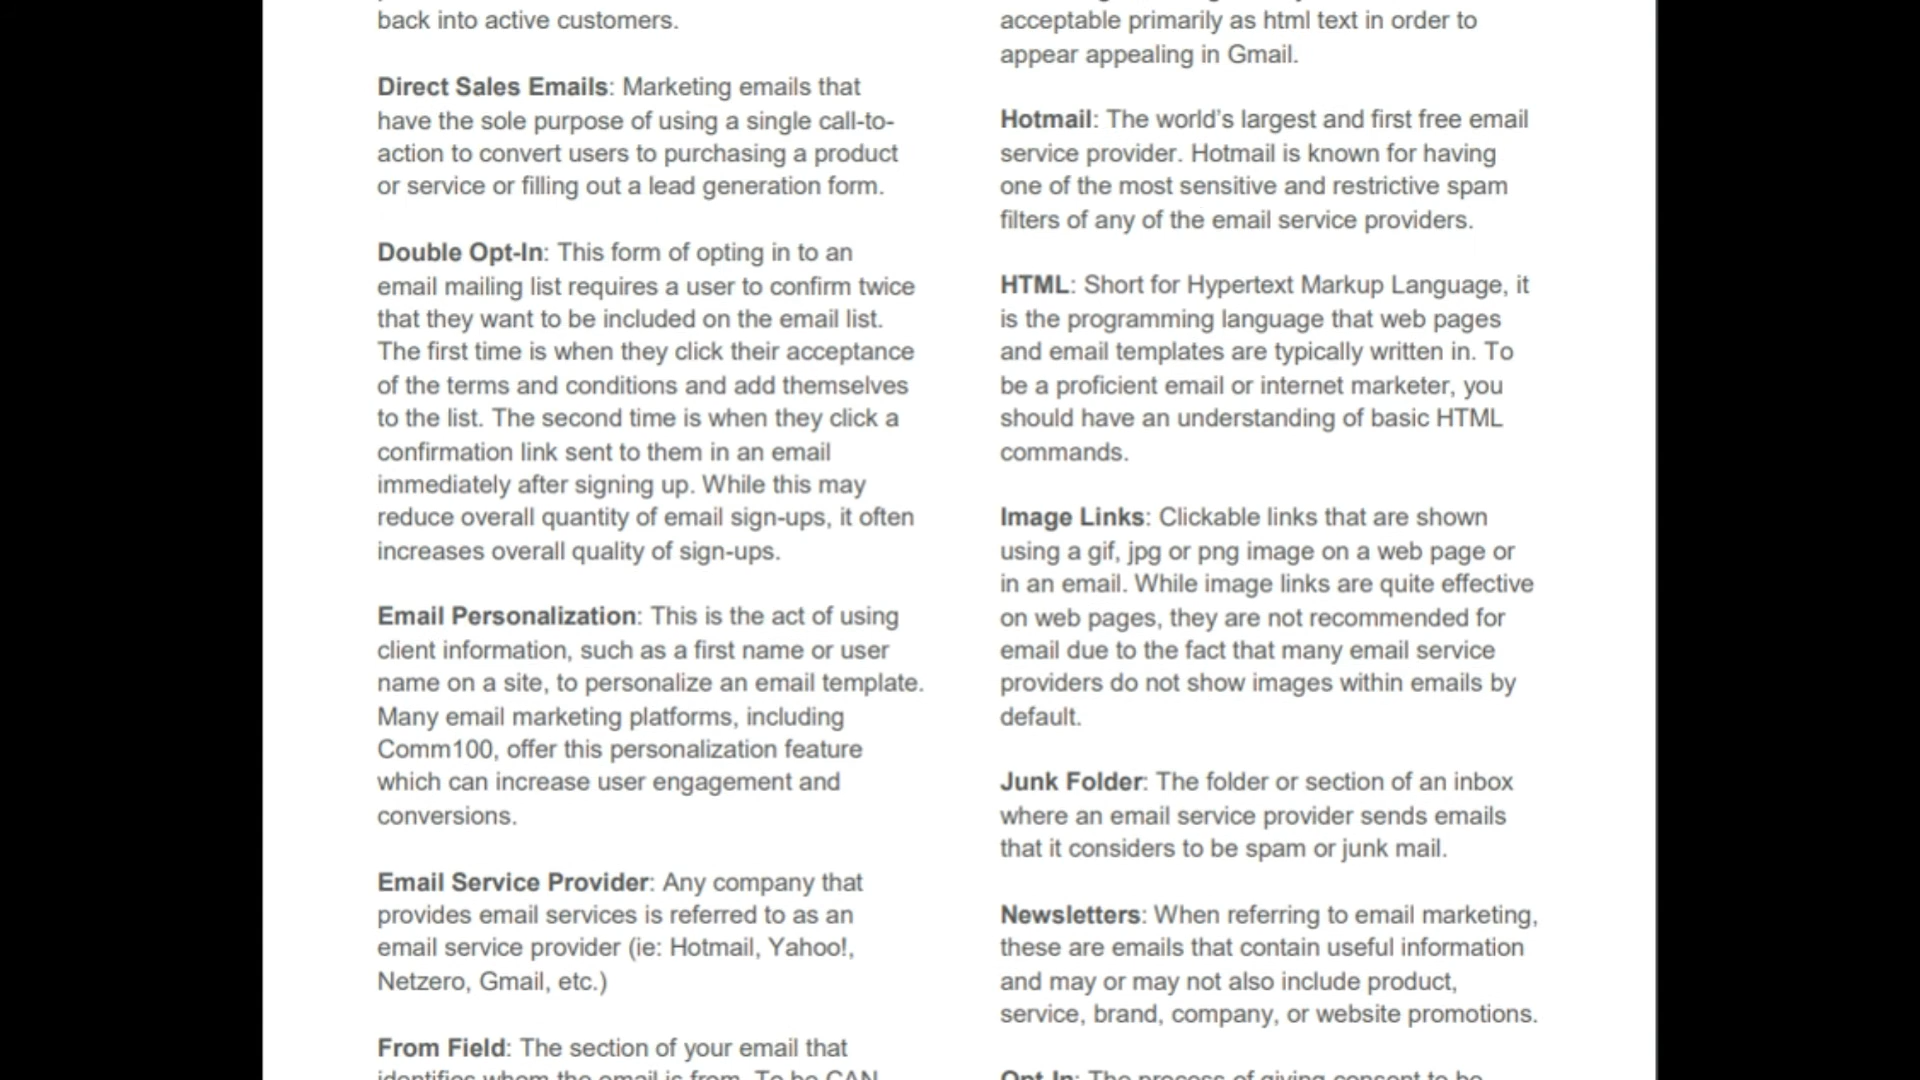 back into active customers.
Direct Sales Emails: Marketing emails that
have the sole purpose of using a single call-to-
action to convert users to purchasing a product
or service or filling out a lead generation form.
Double Opt-In: This form of opting in to an
email mailing list requires a user to confirm twice
that they want to be included on the email list.
The first time is when they click their acceptance
of the terms and conditions and add themselves
to the list. The second time is when they click a
confirmation link sent to them in an email
immediately after signing up. While this may
reduce overall quantity of email sign-ups, it often
increases overall quality of sign-ups.
Email Personalization: This is the act of using
client information, such as a first name or user
name on a site, to personalize an email template.
Many email marketing platforms, including
Comm100, offer this personalization feature
which can increase user engagement and
conversions.
Email Service Provider: Any company that
provides email services is referred to as an
email service provider (ie: Hotmail, Yahoo!,
Netzero, Gmail, etc.)
From Field: The section of your email that
identifies whom the email is from. To be CAN
acceptable primarily as html text in order to
appear appealing in Gmail.
Hotmail: The world’s largest and first free email
service provider. Hotmail is known for having
one of the most sensitive and restrictive spam
filters of any of the email service providers.
HTML: Short for Hypertext Markup Language, it
is the programming language that web pages
and email templates are typically written in. To
be a proficient email or internet marketer, you
should have an understanding of basic HTML
commands.
Image Links: Clickable links that are shown
using a gif, jpg or png image on a web page or
in an email. While image links are quite effective
on web pages, they are not recommended for
email due to the fact that many email service
providers do not show images within emails by
default.
Junk Folder: The folder or section of an inbox
where an email service provider sends emails
that it considers to be spam or junk mail.
Newsletters: When referring to email marketing,
these are emails that contain useful information
and may or may not also include product,
service, brand, company, or website promotions.
Opt-In: The process of giving consent to be